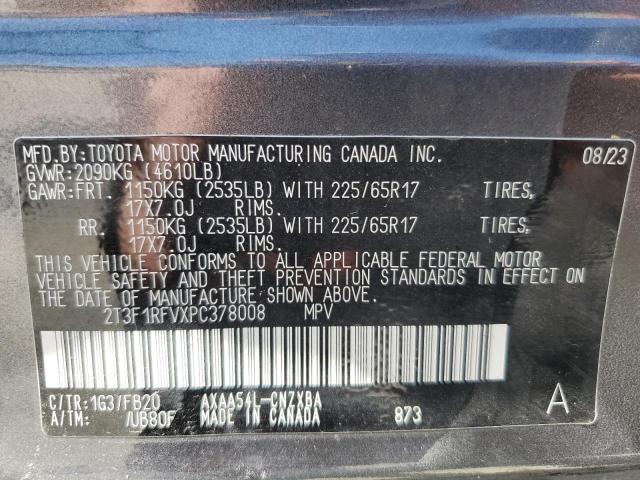 MFD.BY:TOYOTA MOTOR MANUFACTURING CANADA INC. 08/23
GVWR:2090KG (4610LB)
GAWR:FRT. 1150KG (2535LB) WITH 225/65R17 TIRES,
17X7.0J RIMS.
RR. 1150KG (2535LB) WITH 225/65R17 TIRES,
17X7.0J RIMS.
THIS VEHICLE CONFORMS TO ALL APPLICABLE FEDERAL MOTOR
VEHICLE SAFETY AND THEFT PREVENTION STANDARDS IN EFFECT ON
THE DATE OF MANUFACTURE SHOWN ABOVE.
2T3F1RFVXPC378008 MPV
C/TR:1G3/FB20 AXAA54L-CNZXBA
A/TM: /UB80F MADE IN CANADA 873 A